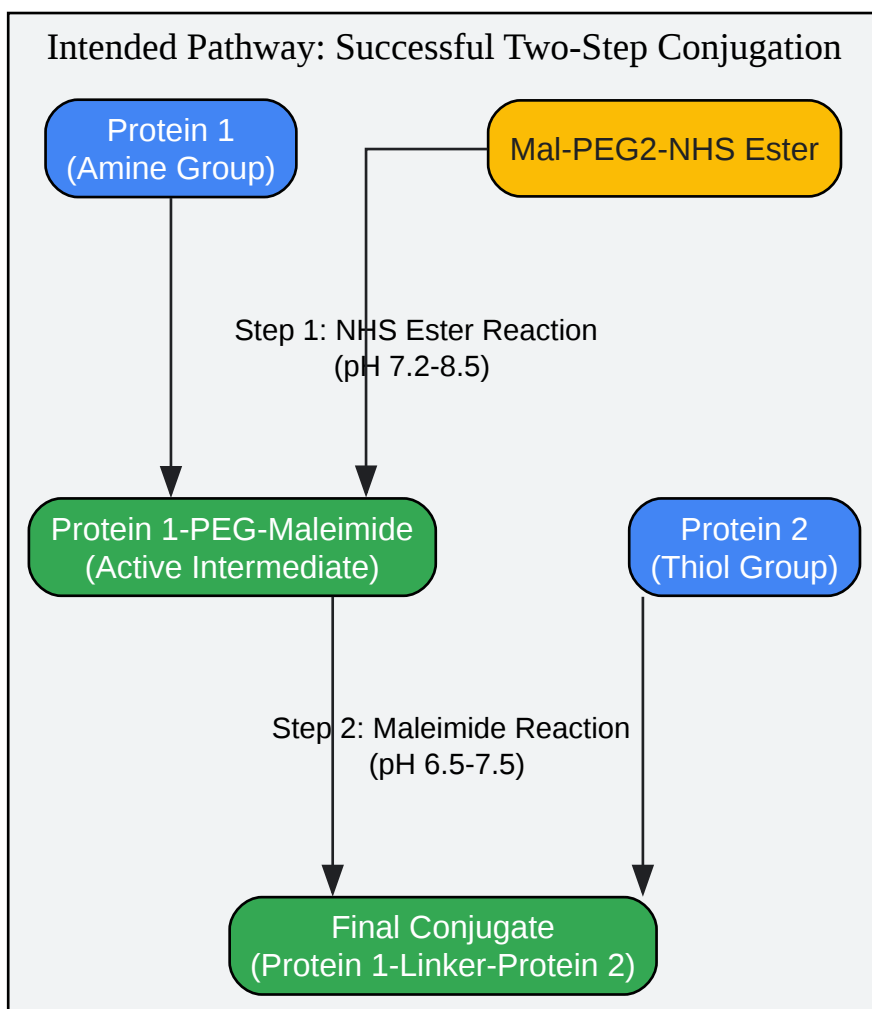 Intended Pathway: Successful Two-Step Conjugation
Protein 1
(Amine Group)
Mal-PEG2-NHS Ester
Step 1: NHS Ester Reaction
(pH 7.2-8.5)
Protein 1-PEG-Maleimide
(Active Intermediate)
Protein 2
(Thiol Group)
Step 2: Maleimide Reaction
(pH 6.5-7.5)
Final Conjugate
(Protein 1-Linker-Protein 2)